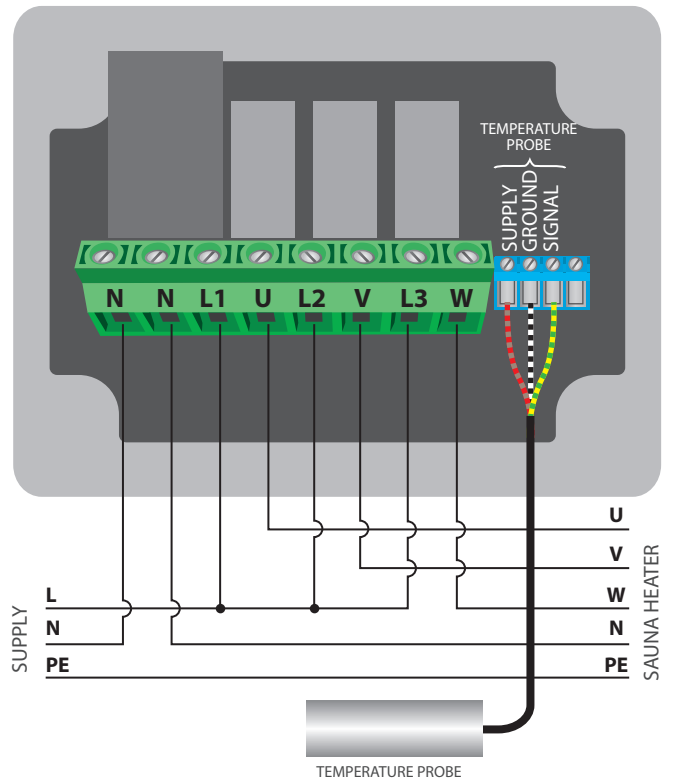 TEMPERATURE
PROBE
SUPPLY
GROUND
SIGNAL
N N L1 U L2 V L3 W
U
V
L
W
N
N
PE
PE
SUPPLY
SAUNA HEATER
TEMPERATURE PROBE